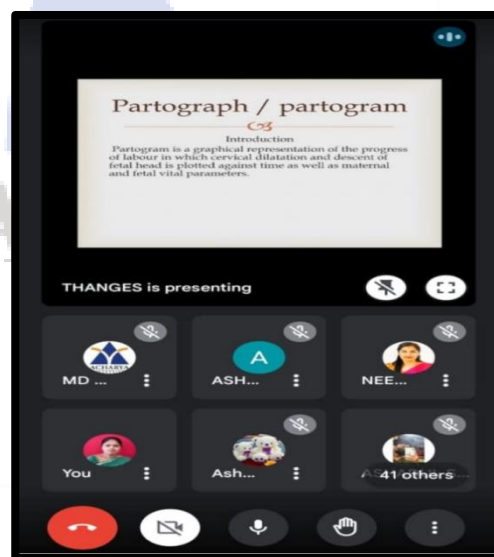 Partograph / partogram
Introduction
Partogram is a graphical representation of the progress
of labour in which cervical dilatation and descent of
fetal head is plotted against time as well as maternal
and fetal vital parameters.
THANGES is presenting
ACHARYA
MD ...
A
ASH...
NEE...
You
Ash...
41 others